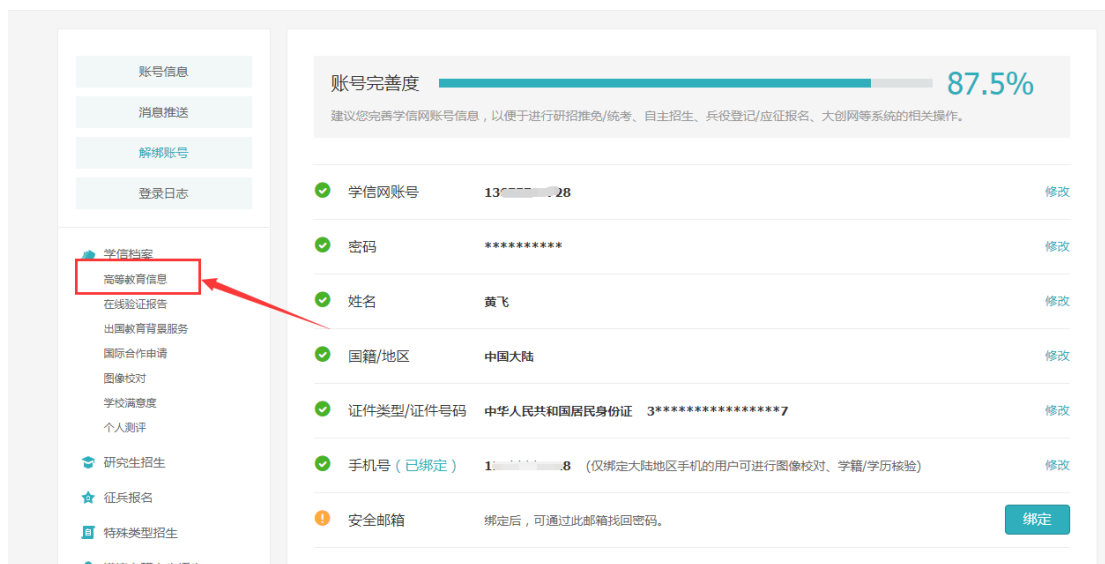 账号信息
消息推送
解绑账号
登录日志
学信档案
高等教育信息
在线验证报告
出国教育背景服务
国际合作申请
图像校对
学校满意度
个人测评
研究生招生
征兵报名
特殊类型招生
账号完善度 87.5%
建议您完善学信网账号信息，以便于进行研招推免/统考、自主招生、兵役登记/应征报名、大创网等系统的相关操作。
学信网账号 13 28 修改
密码 ********** 修改
姓名 黄飞 修改
国籍/地区 中国大陆 修改
证件类型/证件号码 中华人民共和国居民身份证 3****************7 修改
手机号（已绑定） 1 8 (仅绑定大陆地区手机的用户可进行图像校对、学籍/学历核验) 修改
安全邮箱 绑定后，可通过此邮箱找回密码。 绑定